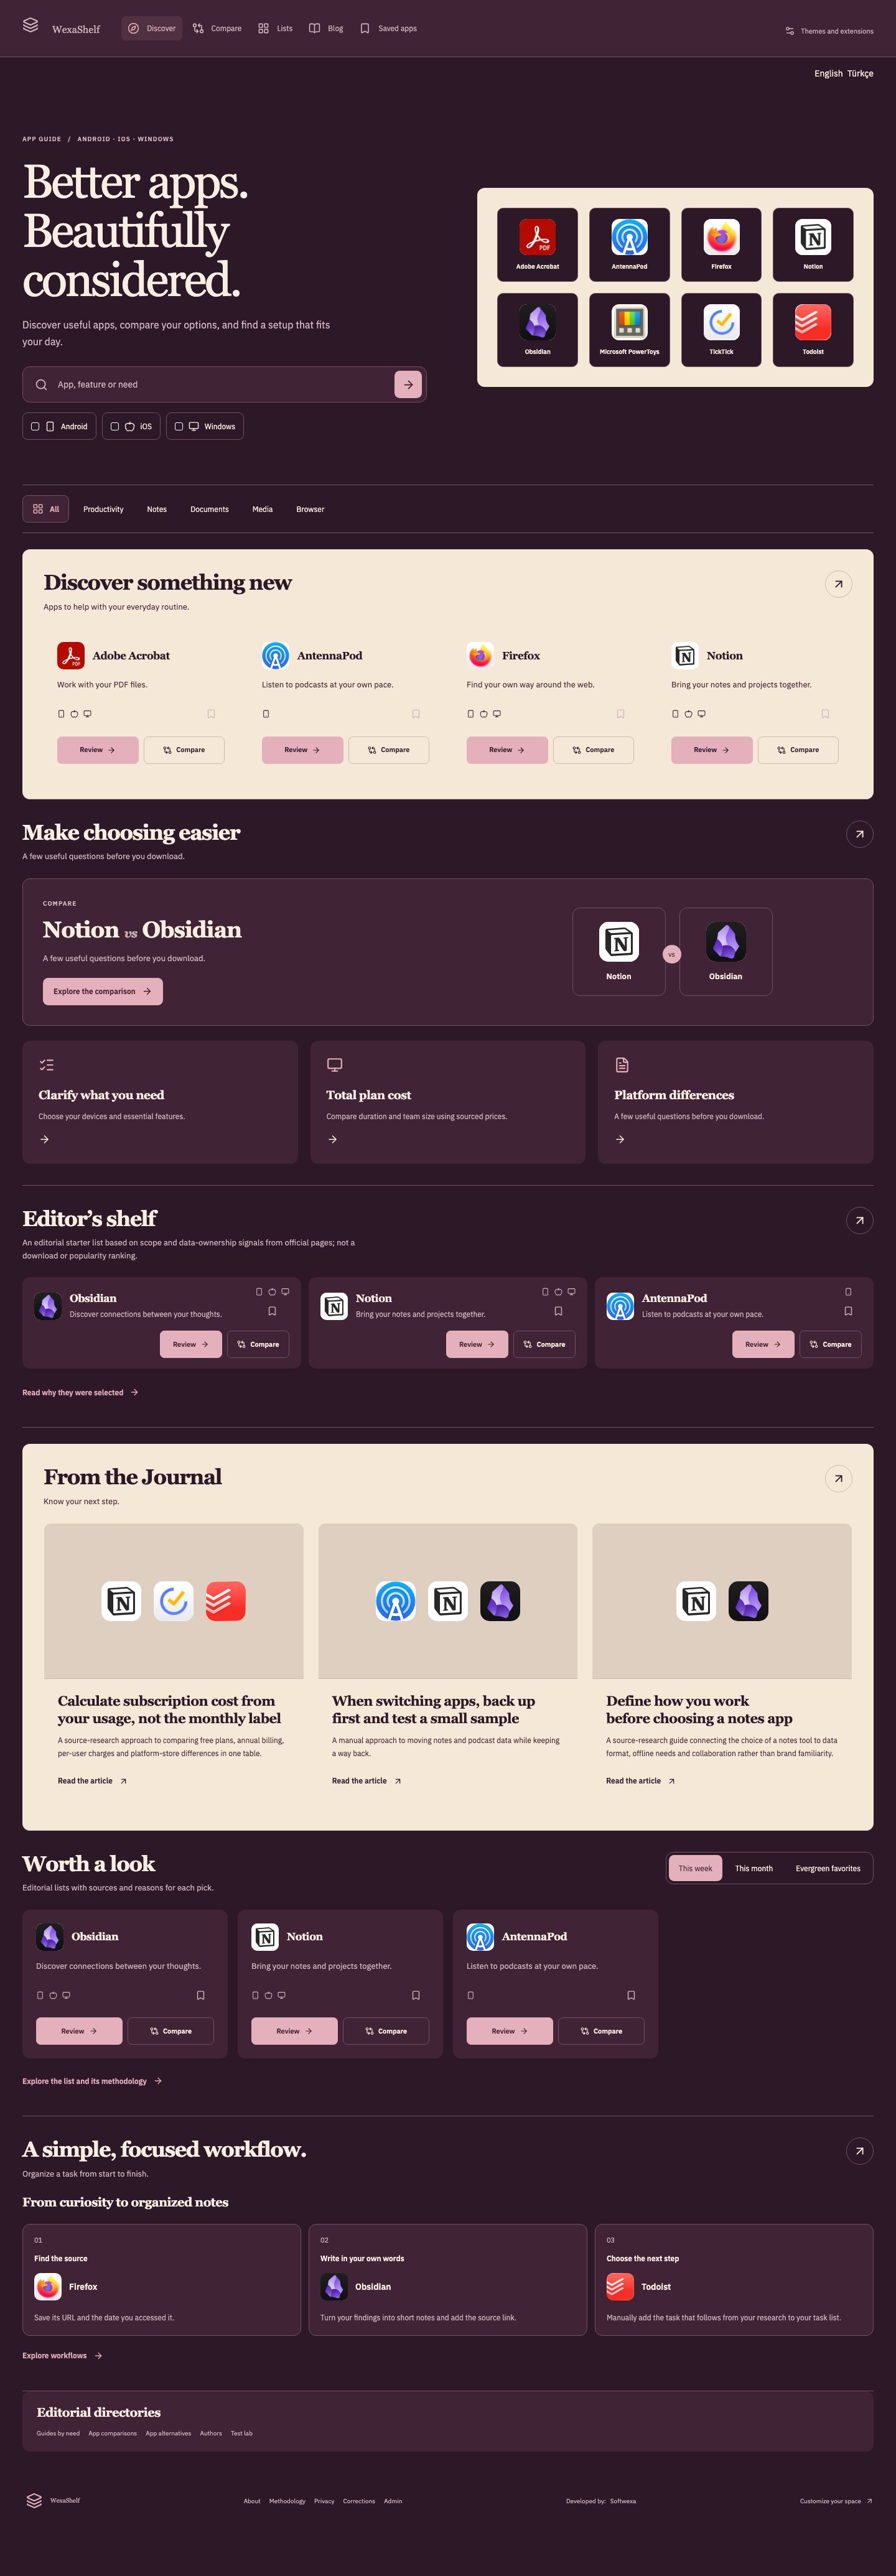 WexaShelf
Discover
Compare
Lists
Blog
Saved apps
Themes and extensions
English Türkçe
APP GUIDE / ANDROID · IOS · WINDOWS
Better apps.
Beautifully
considered.
Discover useful apps, compare your options, and find a setup that fits
your day.
App, feature or need
Android
iOS
Windows
PDF
Adobe Acrobat
AntennaPod
Firefox
Notion
Obsidian
Microsoft PowerToys
TickTick
Todoist
All
Productivity
Notes
Documents
Media
Browser
Discover something new
Apps to help with your everyday routine.
PDF
Adobe Acrobat
Work with your PDF files.
Review
Compare
AntennaPod
Listen to podcasts at your own pace.
Review
Compare
Firefox
Find your own way around the web.
Review
Compare
Notion
Bring your notes and projects together.
Review
Compare
Make choosing easier
A few useful questions before you download.
COMPARE
Notion vs Obsidian
A few useful questions before you download.
Explore the comparison
Notion
vs
Obsidian
Clarify what you need
Choose your devices and essential features.
Total plan cost
Compare duration and team size using sourced prices.
Platform differences
A few useful questions before you download.
Editor's shelf
An editorial starter list based on scope and data-ownership signals from official pages; not a
download or popularity ranking.
Obsidian
Discover connections between your thoughts.
Review
Compare
Notion
Bring your notes and projects together.
Review
Compare
AntennaPod
Listen to podcasts at your own pace.
Review
Compare
Read why they were selected
From the Journal
Know your next step.
Calculate subscription cost from
your usage, not the monthly label
A source-research approach to comparing free plans, annual billing,
per-user charges and platform-store differences in one table.
Read the article
When switching apps, back up
first and test a small sample
A manual approach to moving notes and podcast data while keeping
a way back.
Read the article
Define how you work
before choosing a notes app
A source-research guide connecting the choice of a notes tool to data
format, offline needs and collaboration rather than brand familiarity.
Read the article
Worth a look
Editorial lists with sources and reasons for each pick.
This week
This month
Evergreen favorites
Obsidian
Discover connections between your thoughts.
Review
Compare
Notion
Bring your notes and projects together.
Review
Compare
AntennaPod
Listen to podcasts at your own pace.
Review
Compare
Explore the list and its methodology
A simple, focused workflow.
Organize a task from start to finish.
From curiosity to organized notes
01
Find the source
Firefox
Save its URL and the date you accessed it.
02
Write in your own words
Obsidian
Turn your findings into short notes and add the source link.
03
Choose the next step
Todoist
Manually add the task that follows from your research to your task list.
Explore workflows
Editorial directories
Guides by need
App comparisons
App alternatives
Authors
Test lab
WexaShelf
About
Methodology
Privacy
Corrections
Admin
Developed by: Softwexa
Customize your space